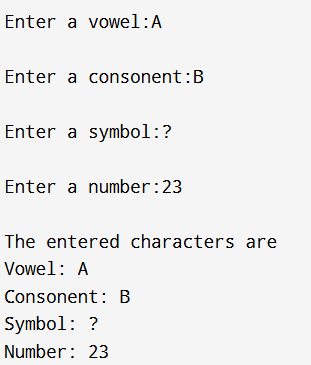 Enter a vowel:A
Enter a consonent:B
Enter a symbol:?
Enter a number:23
The entered characters are
Vowel: A
Consonent: B
Symbol: ?
Number: 23